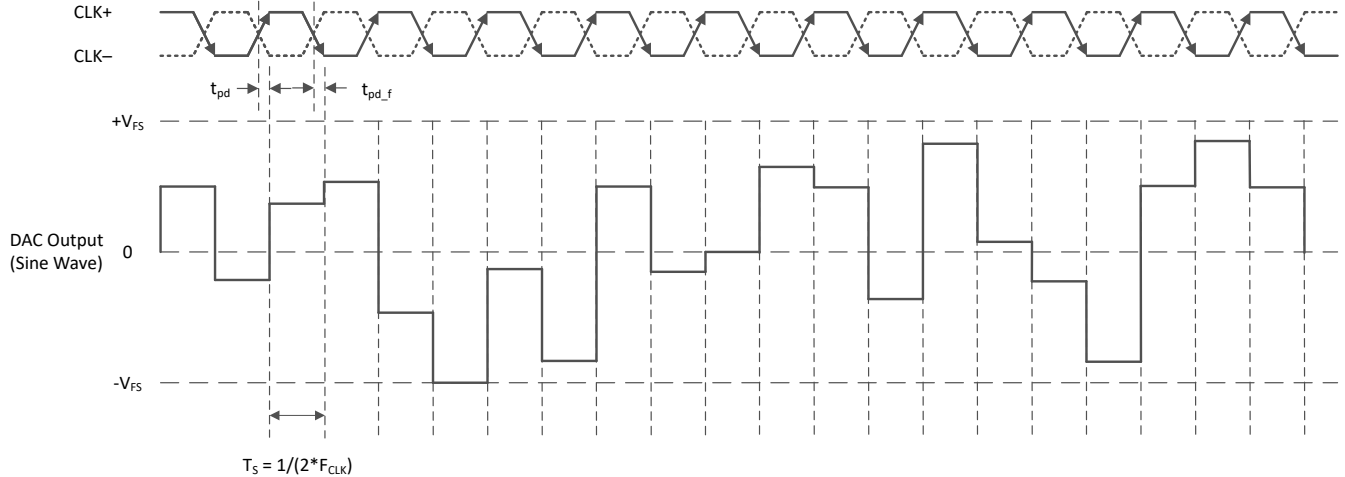 CLK+
CLK–
tpd
tpd_f
+VFS
DAC Output
(Sine Wave)
0
-VFS
TS = 1/(2*FCLK)